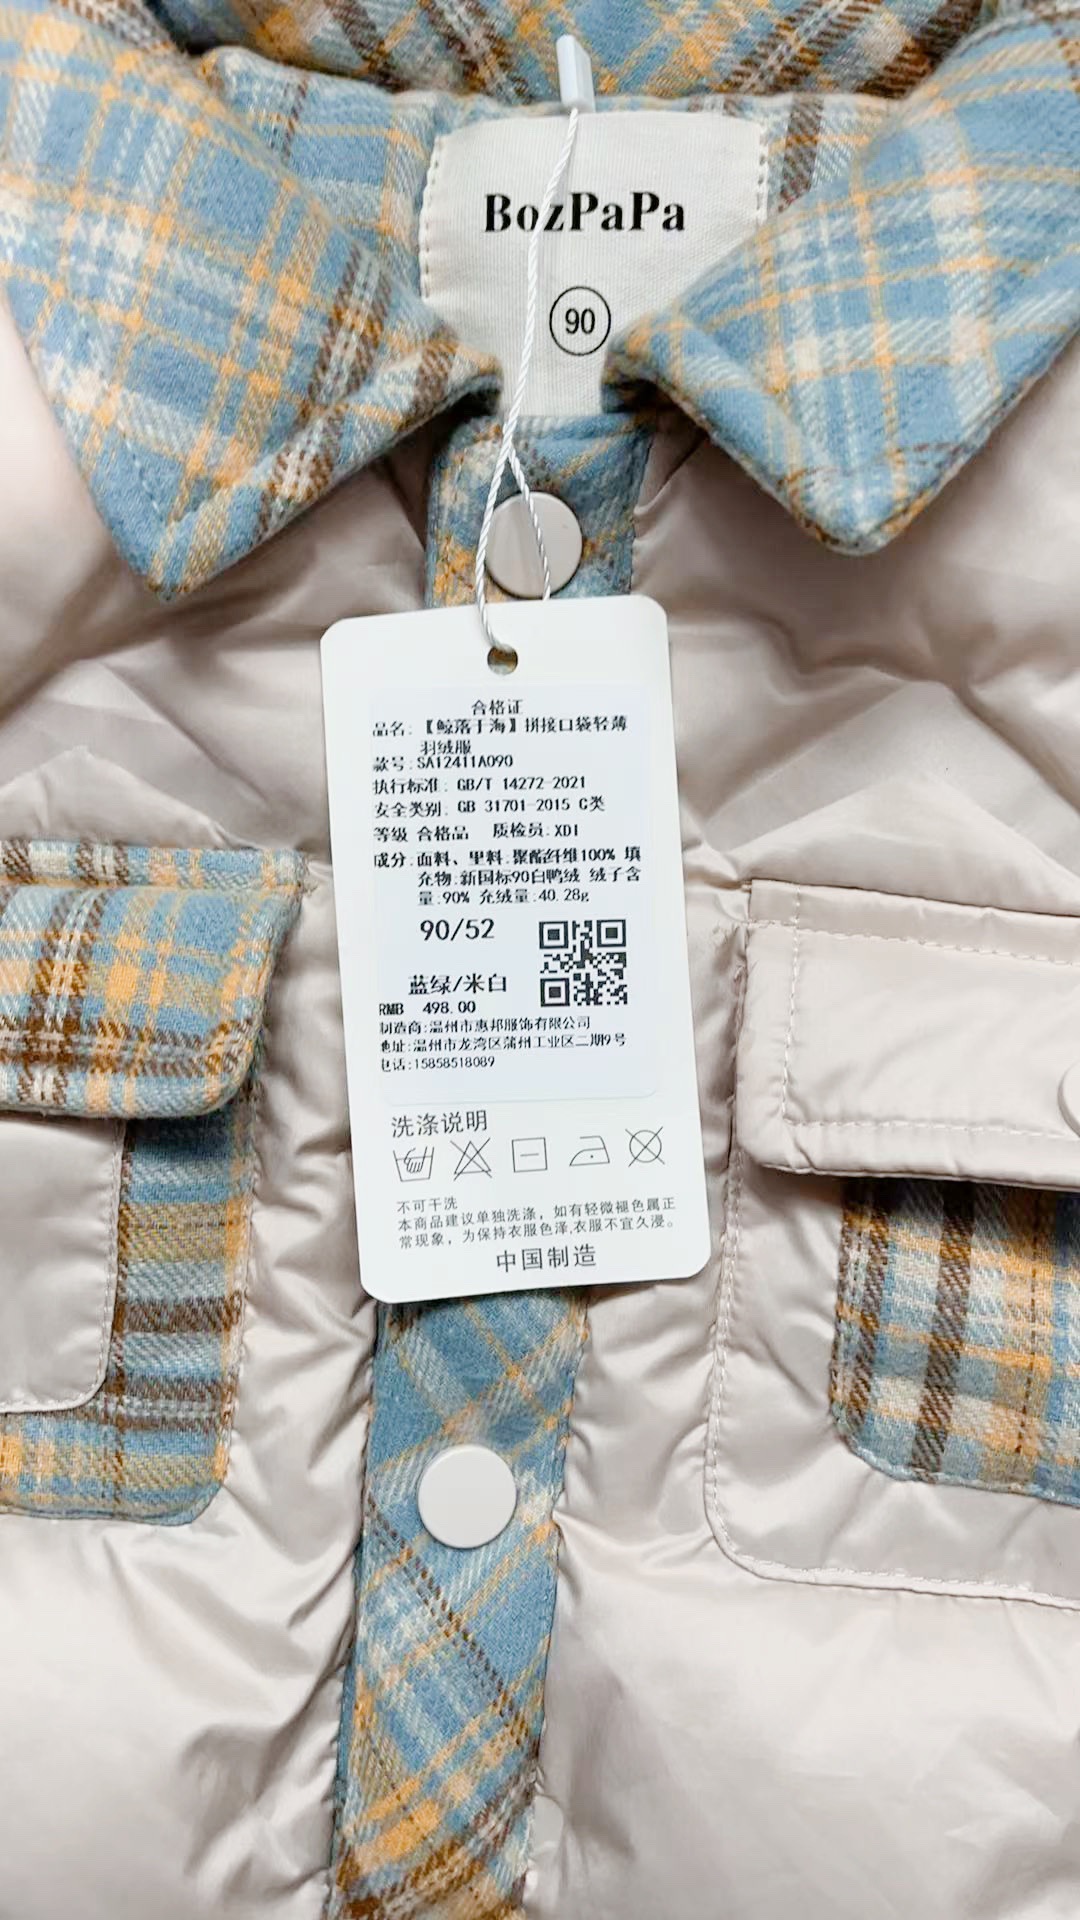 BozPaPa
90
合格证
品名:【鲸落于海】拼接口袋轻薄
羽绒服
款号:SA12411A090
执行标准: GB/T 14272-2021
安全类别: GB 31701-2015 C类
等级 合格品 质检员:XDI
成分:面料、里料:聚酯纤维100% 填
充物:新国标90白鸭绒 绒子含
量:90% 充绒量:40.28g
90/52
蓝绿/米白
RMB 498.00
制造商:温州市惠邦服饰有限公司
地址:温州市龙湾区蒲州工业区二期9号
电话:15858518089
洗涤说明
不可干洗
本商品建议单独洗涤，如有轻微褪色属正
常现象，为保持衣服色泽,衣服不宜久浸。
中国制造